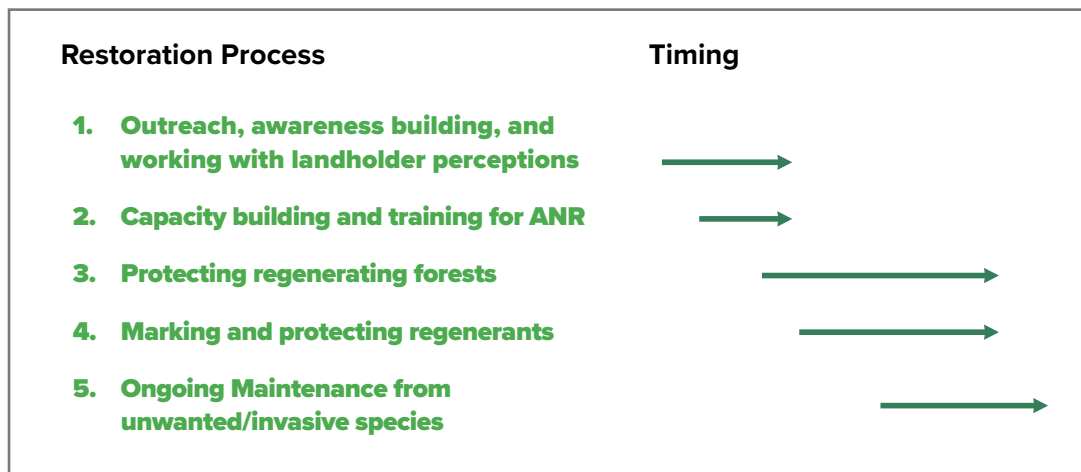 Restoration Process
Timing
1. Outreach, awareness building, and
working with landholder perceptions
2. Capacity building and training for ANR
3. Protecting regenerating forests
4. Marking and protecting regenerants
5. Ongoing Maintenance from
unwanted/invasive species